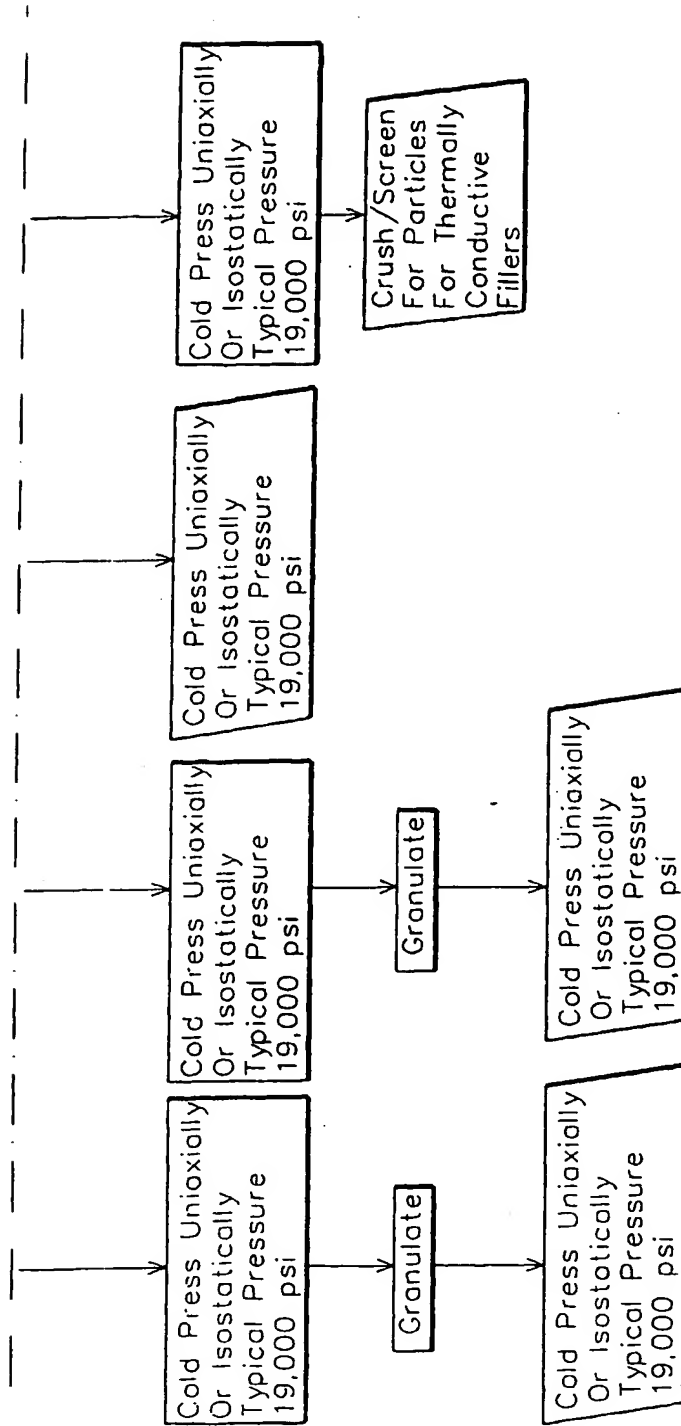 Cold Press Uniaxially
Or Isostatically
Typical Pressure
19,000 psi
Granulate
Cold Press Uniaxially
Or Isostatically
Typical Pressure
19,000 psi
Cold Press Uniaxially
Or Isostatically
Typical Pressure
19,000 psi
Granulate
Cold Press Uniaxially
Or Isostatically
Typical Pressure
19,000 psi
Cold Press Uniaxially
Or Isostatically
Typical Pressure
19,000 psi
Cold Press Uniaxially
Or Isostatically
Typical Pressure
19,000 psi
Crush/Screen
For Particles
For Thermally
Conductive
Fillers